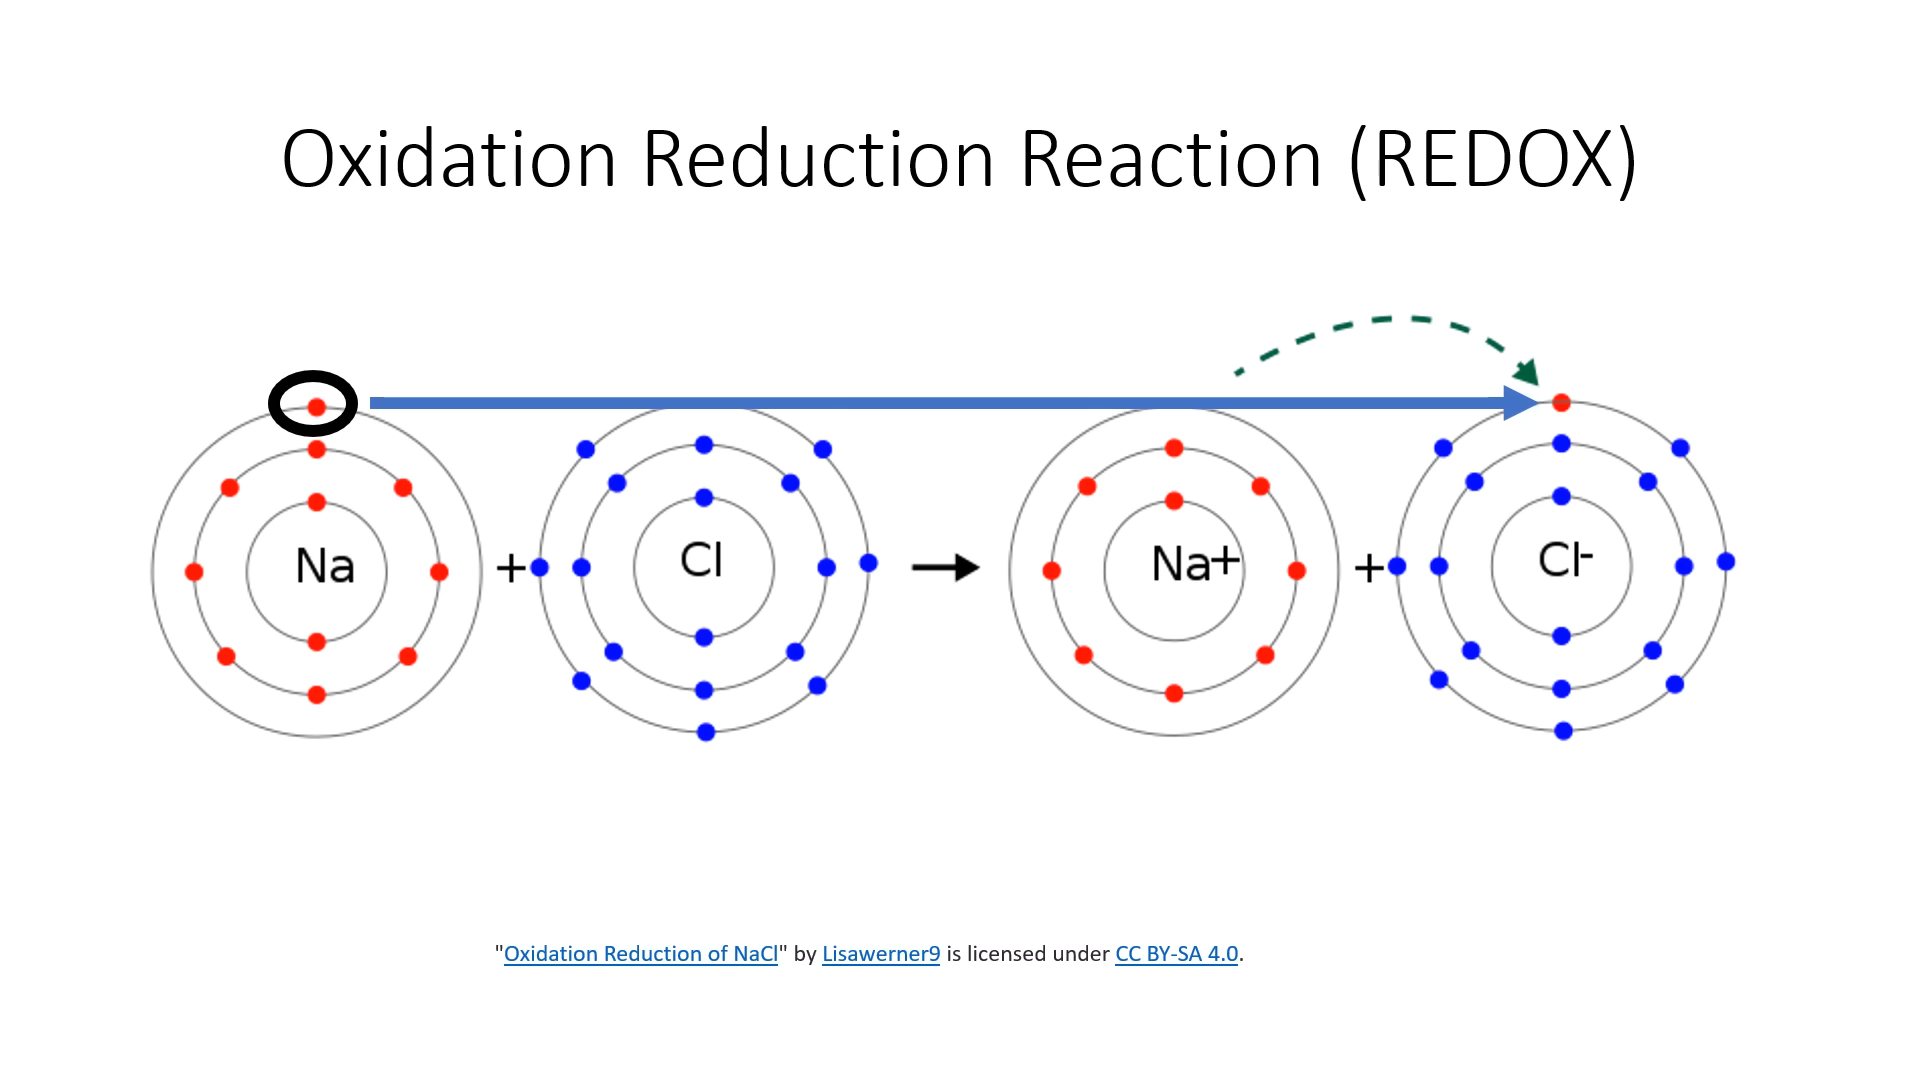 Oxidation Reduction Reaction (REDOX)
Na + Cl Na+ + Cl-
"Oxidation Reduction of NaCl" by Lisawerner9 is licensed under CC BY-SA 4.0.